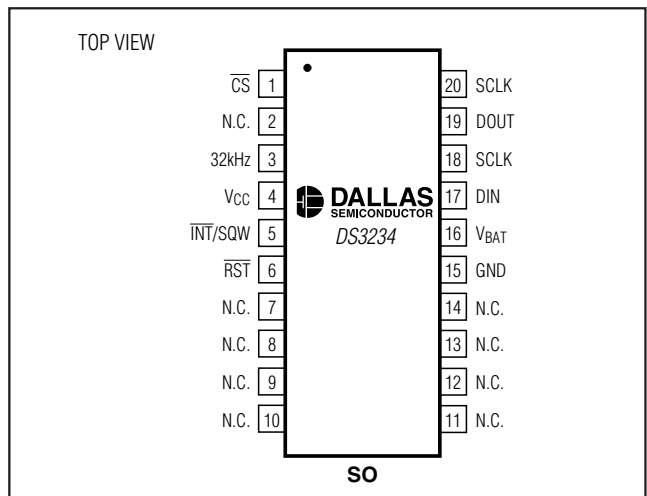 TOP VIEW
CS 1
N.C. 2
32kHz 3
VCC 4
INT/SQW 5
RST 6
N.C. 7
N.C. 8
N.C. 9
N.C. 10
DALLAS
SEMICONDUCTOR
DS3234
20 SCLK
19 DOUT
18 SCLK
17 DIN
16 VBAT
15 GND
14 N.C.
13 N.C.
12 N.C.
11 N.C.
SO